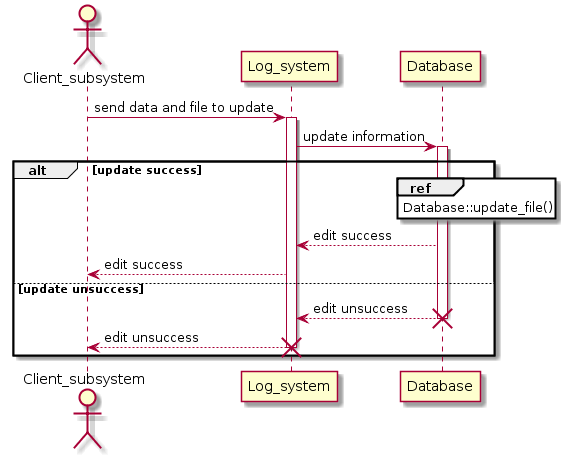 Client_subsystem
Log_system
Database
send data and file to update
update information
alt
[update success]
ref
Database::update_file()
edit success
edit success
[update unsuccess]
edit unsuccess
edit unsuccess
Client_subsystem
Log_system
Database